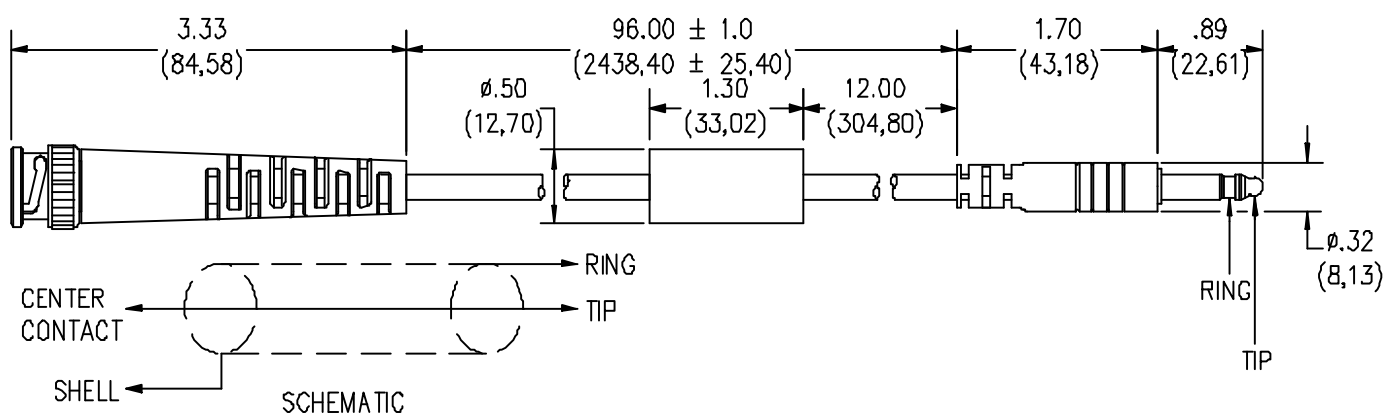 3.33
(84,58)
96.00 ± 1.0
(2438,40 ± 25,40)
1.70
(43,18)
.89
(22,61)
ø.50
(12,70)
1.30
(33,02)
12.00
(304,80)
ø.32
(8,13)
RING
TIP
RING
TIP
CENTER
CONTACT
SHELL
SCHEMATIC